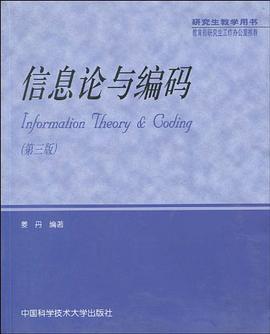 研究生教学用书
教育部研究生工作办公室推荐
信息论与编码
Information Theory & Coding
(第三版)
姜 丹 编著
中国科学技术大学出版社